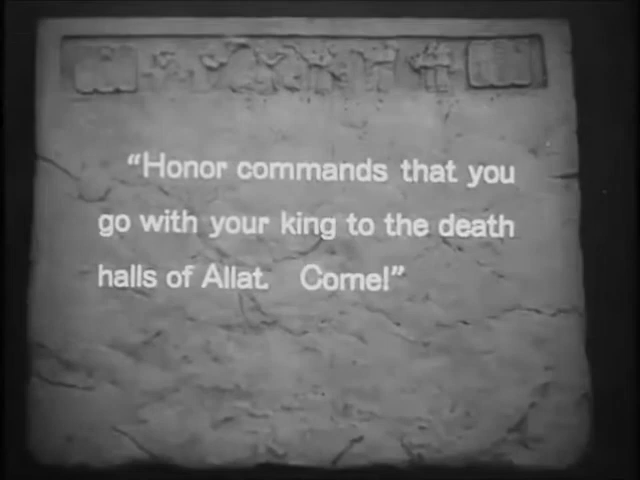 “Honor commands that you
go with your king to the death
halls of Allat. Come!”